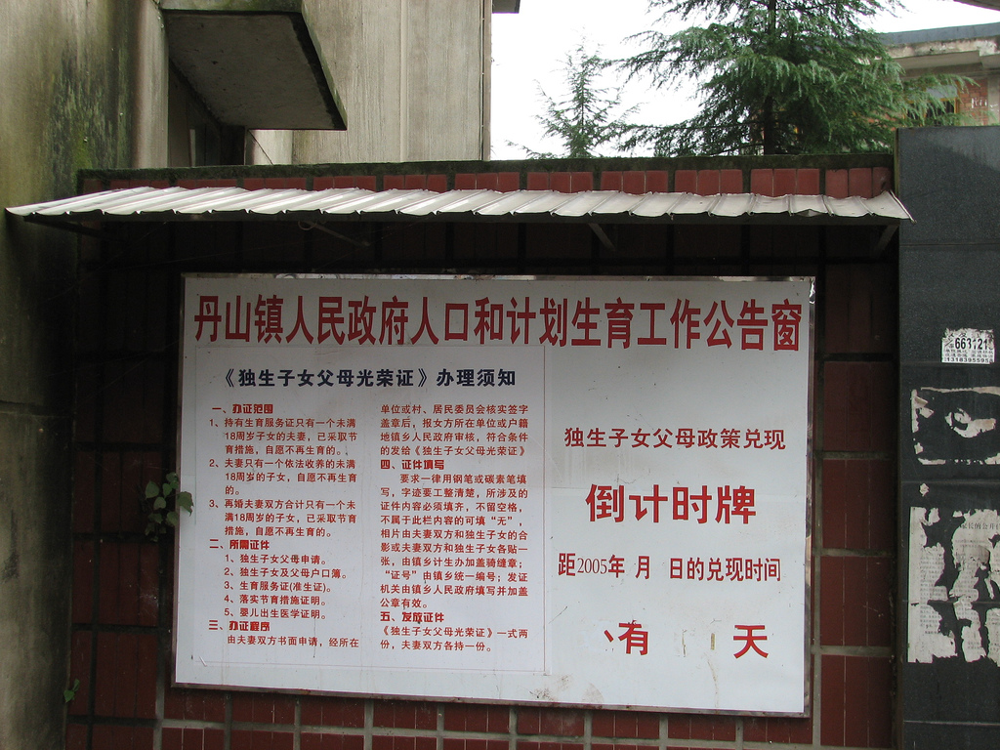 丹山镇人民政府人口和计划生育工作公告窗
《独生子女父母光荣证》办理须知
一、办证范围
1、持有生育服务证只有一个未满
18周岁子女的夫妻，已采取节
育措施，自愿不再生育的。
2、夫妻只有一个依法收养的未满
18周岁的子女，自愿不再生育
的。
3、再婚夫妻双方合计只有一个未
满18周岁的子女，已采取节育
措施，自愿不再生育的。
二、所需证件
1、独生子女父母申请。
2、独生子女及父母户口簿。
3、生育服务证(准生证)。
4、落实节育措施证明。
5、婴儿出生医学证明。
三、办证程序
由夫妻双方书面申请，经所在
单位或村、居民委员会核实签字
盖章后，报女方所在单位或户籍
地镇乡人民政府审核，符合条件
的发给《独生子女父母光荣证》
四、证件填写
要求一律用钢笔或碳素笔填
写，字迹要工整清楚，所涉及的
证件内容必须填齐，不留空格，
不属于此栏内容的可填“无”，
相片由夫妻双方和独生子女的合
影或夫妻双方和独生子女各贴一
张，由镇乡计生办加盖骑缝章；
“证号”由镇乡统一编号；发证
机关由镇乡人民政府填写并加盖
公章有效。
五、发放证件
《独生子女父母光荣证》一式两
份，夫妻双方各持一份。
独生子女父母政策兑现
倒计时牌
距2005年 月 日的兑现时间
有 天
663121
13183955958